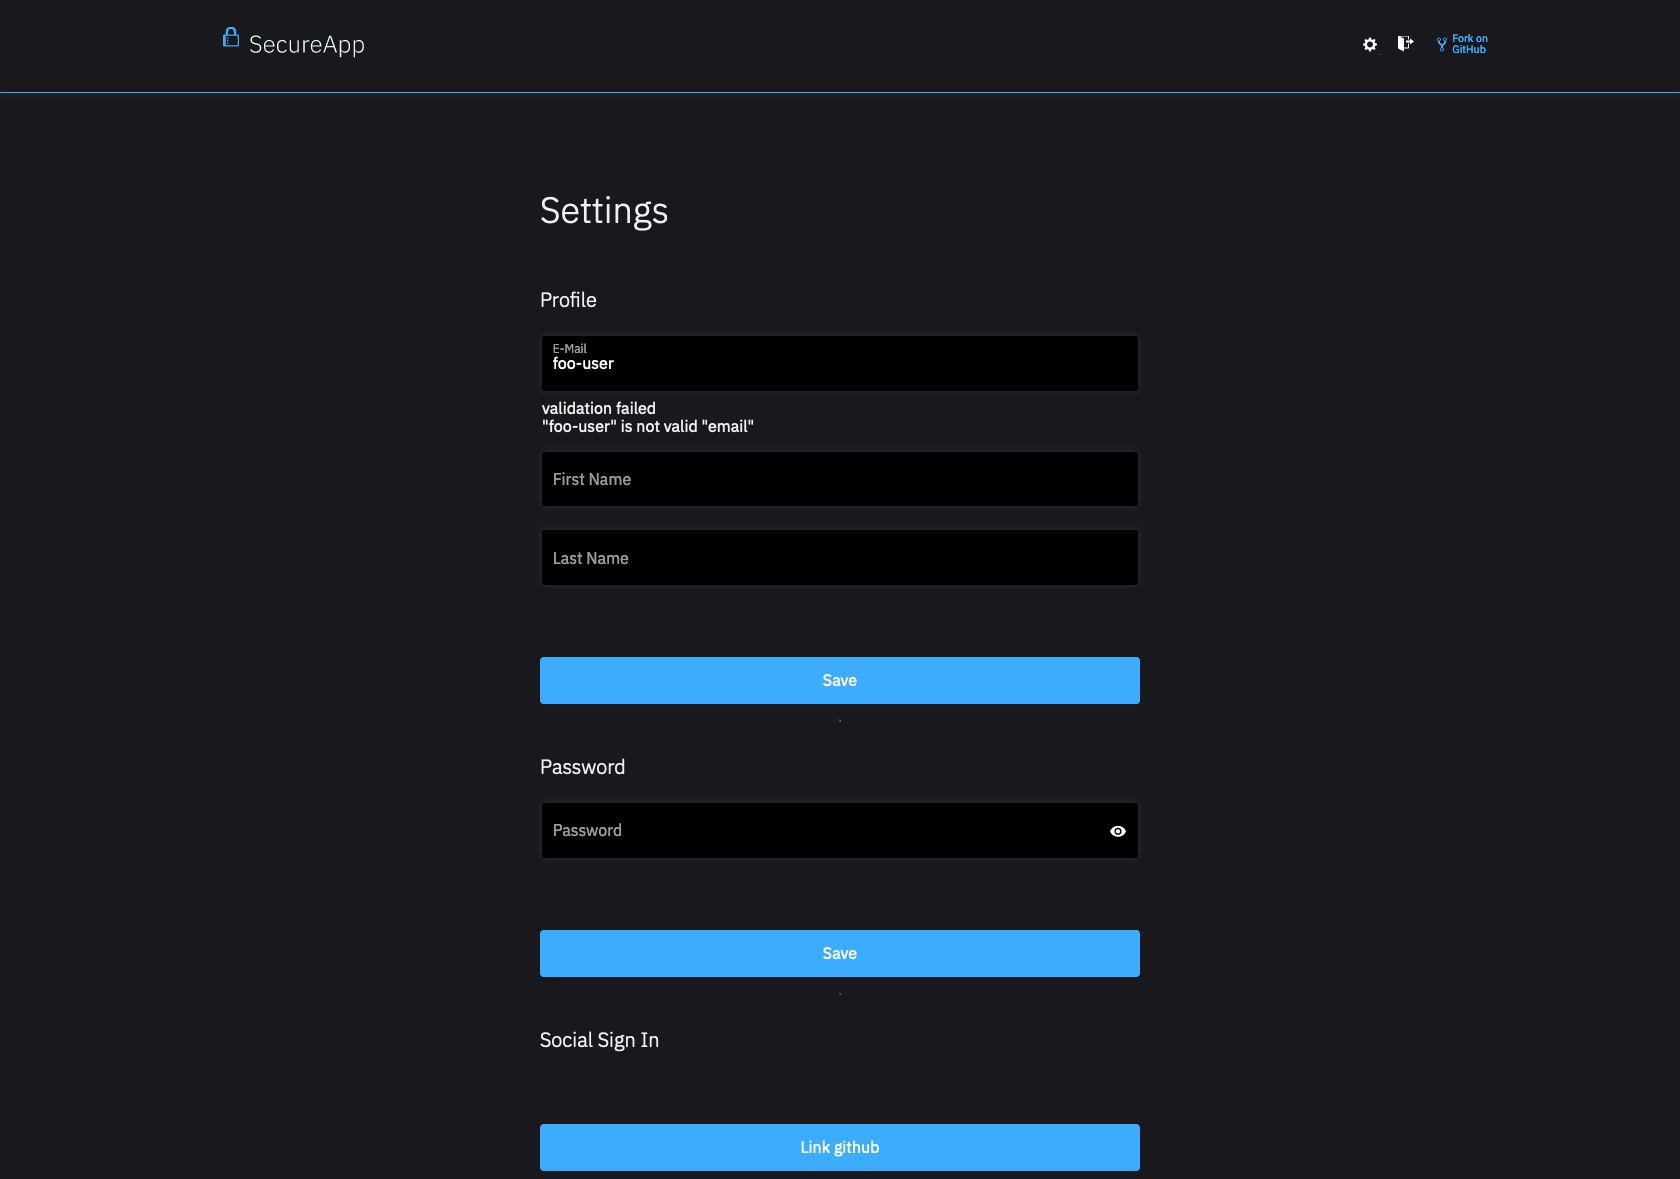 SecureApp
Fork on
GitHub
Settings
Profile
E-Mail
foo-user
validation failed
"foo-user" is not valid "email"
First Name
Last Name
Save
Password
Password
Save
Social Sign In
Link github